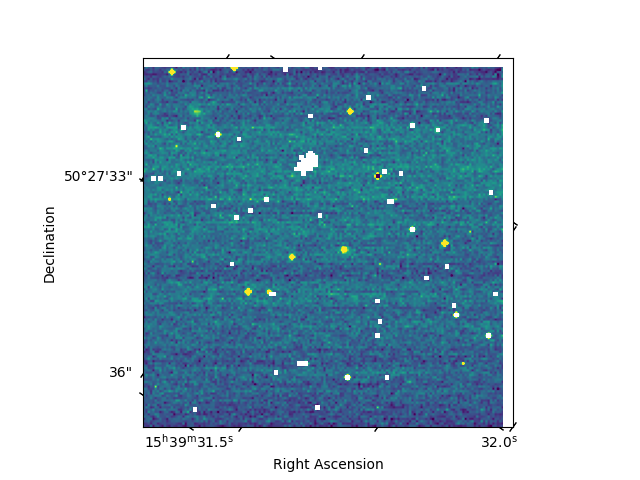 50°27'33"
Declination
36"
15ʰ39ᵐ31.5ˢ
32.0ˢ
Right Ascension